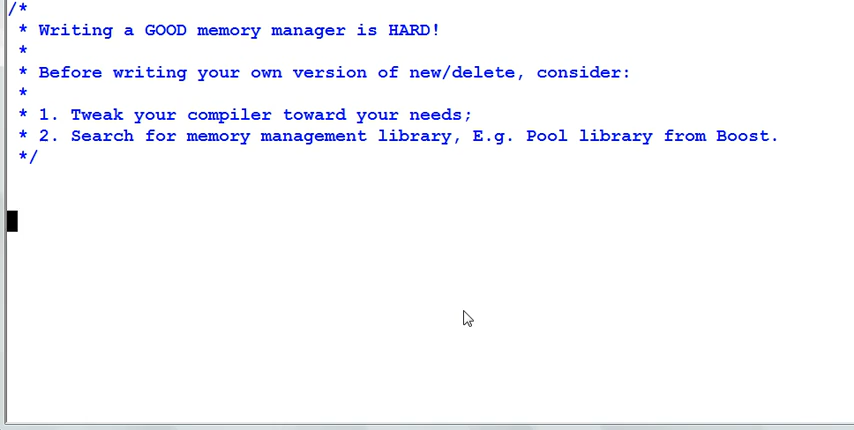 /*
* Writing a GOOD memory manager is HARD!
*
* Before writing your own version of new/delete, consider:
*
* 1. Tweak your compiler toward your needs;
* 2. Search for memory management library, E.g. Pool library from Boost.
*/